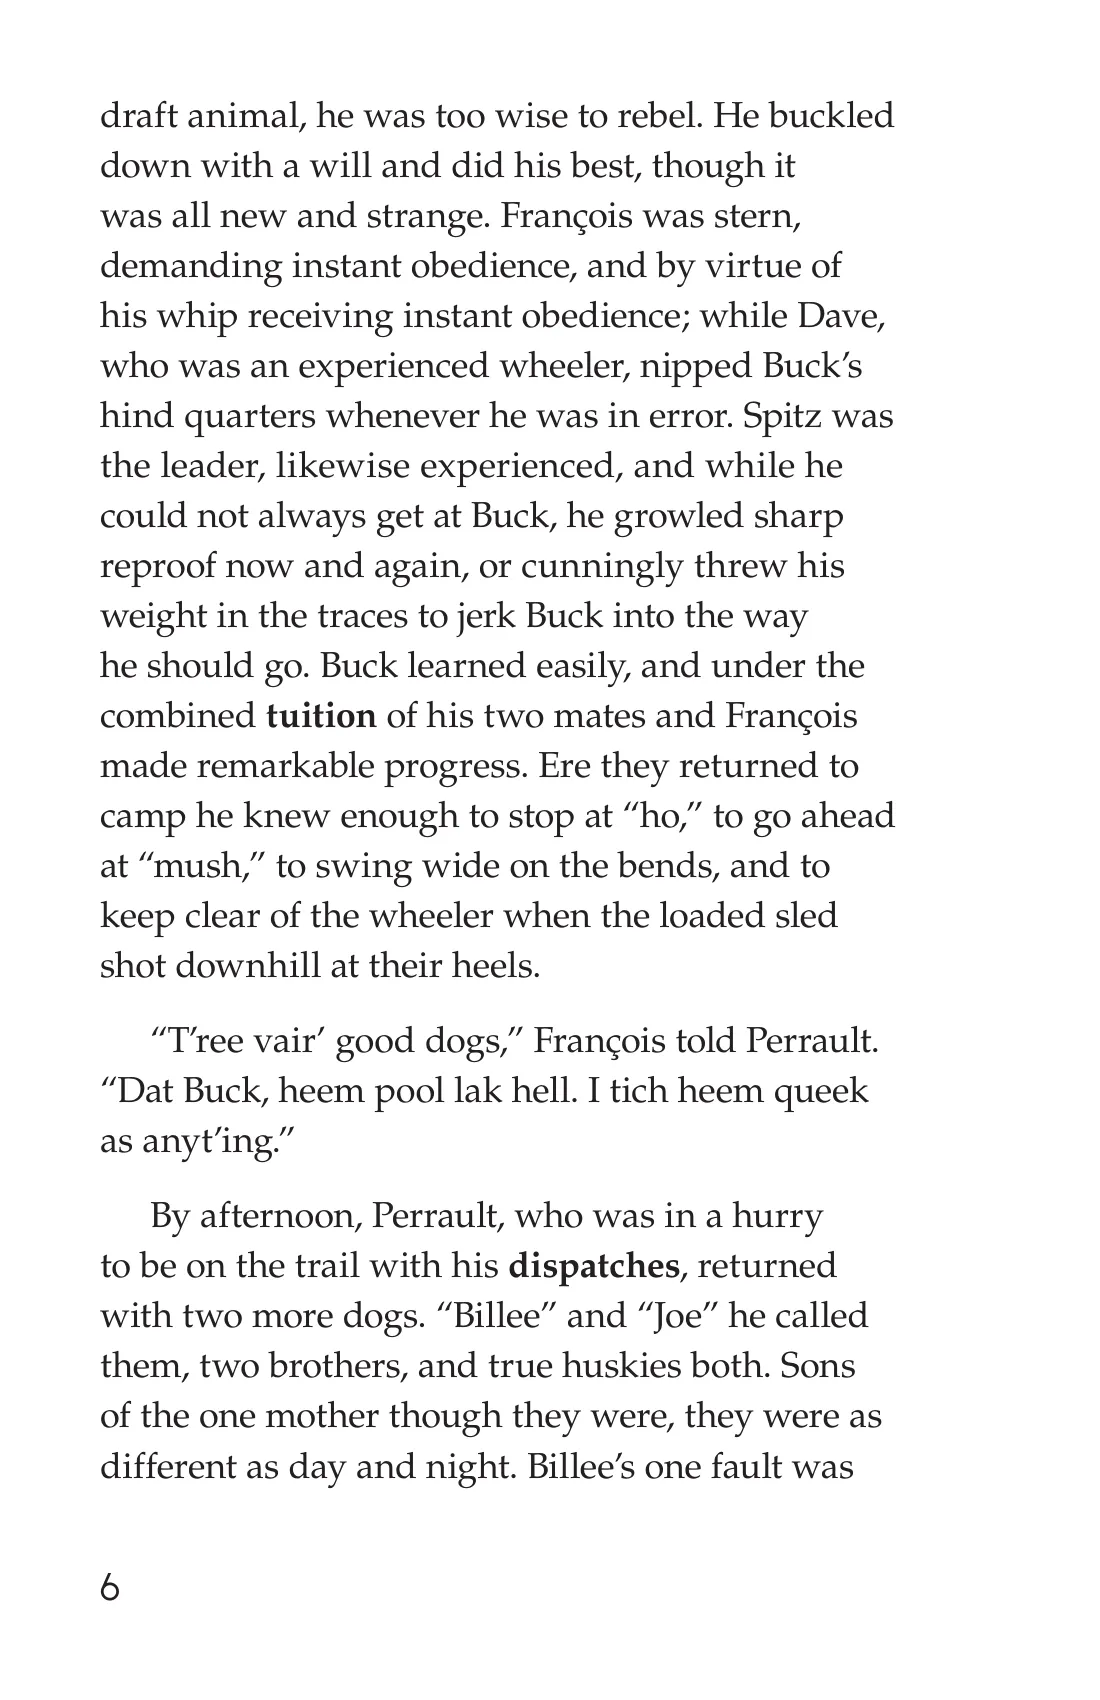 draft animal, he was too wise to rebel. He buckled
down with a will and did his best, though it
was all new and strange. François was stern,
demanding instant obedience, and by virtue of
his whip receiving instant obedience; while Dave,
who was an experienced wheeler, nipped Buck’s
hind quarters whenever he was in error. Spitz was
the leader, likewise experienced, and while he
could not always get at Buck, he growled sharp
reproof now and again, or cunningly threw his
weight in the traces to jerk Buck into the way
he should go. Buck learned easily, and under the
combined tuition of his two mates and François
made remarkable progress. Ere they returned to
camp he knew enough to stop at “ho,” to go ahead
at “mush,” to swing wide on the bends, and to
keep clear of the wheeler when the loaded sled
shot downhill at their heels.
“T’ree vair’ good dogs,” François told Perrault.
“Dat Buck, heem pool lak hell. I tich heem queek
as anyt’ing.”
By afternoon, Perrault, who was in a hurry
to be on the trail with his dispatches, returned
with two more dogs. “Billee” and “Joe” he called
them, two brothers, and true huskies both. Sons
of the one mother though they were, they were as
different as day and night. Billee’s one fault was
6